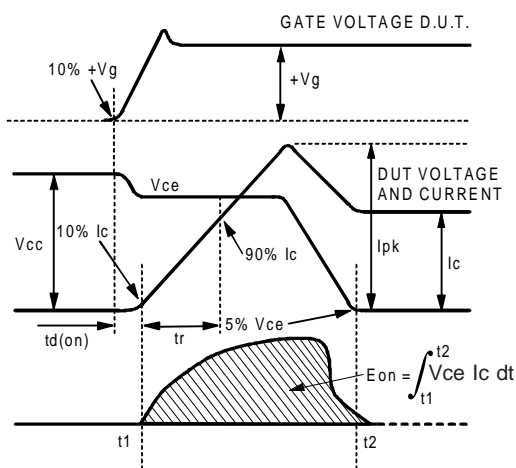 GATE VOLTAGE D.U.T.
10% +Vg
+Vg
DUT VOLTAGE
AND CURRENT
Vce
Vcc
10% Ic
90% Ic
Ipk
Ic
td(on)
tr
5% Vce
Eon = ∫ Vce Ic dt
t2
t1
t1
t2